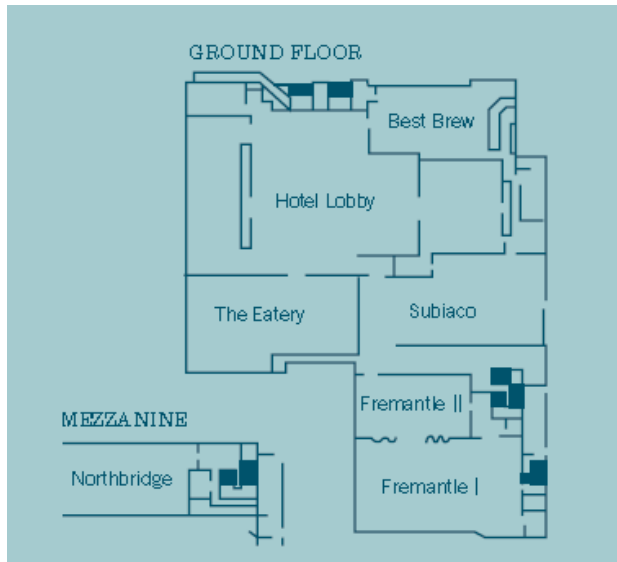 GROUND FLOOR
Best Brew
Hotel Lobby
The Eatery
Subiaco
Fremantle II
MEZZANINE
Northbridge
Fremantle I